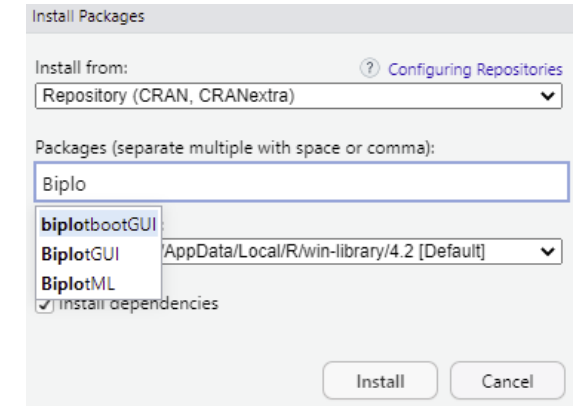 Install Packages
Install from:
? Configuring Repositories
Repository (CRAN, CRANextra)
Packages (separate multiple with space or comma):
Biplo
biplotbootGUI
BiplotGUI
/AppData/Local/R/win-library/4.2 [Default]
BiplotML
Install dependencies
Install
Cancel